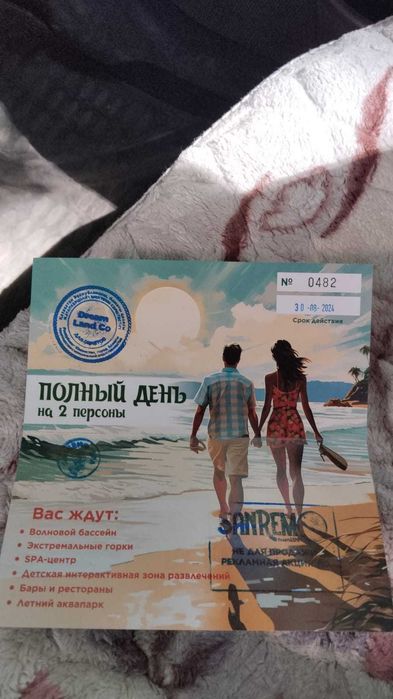 № 0482
30 -08- 2024
Срок действия
Dream
Land Co
ПОЛНЫЙ ДЕНЬ
на 2 персоны
Вас ждут:
• Волновой бассейн
• Экстремальные горки
• SPA-центр
• Детская интерактивная зона развлечений
• Бары и рестораны
• Летний аквапарк
SANREMO
НЕ ДЛЯ ПРОДАЖИ
РЕКЛАМНАЯ АКЦИЯ